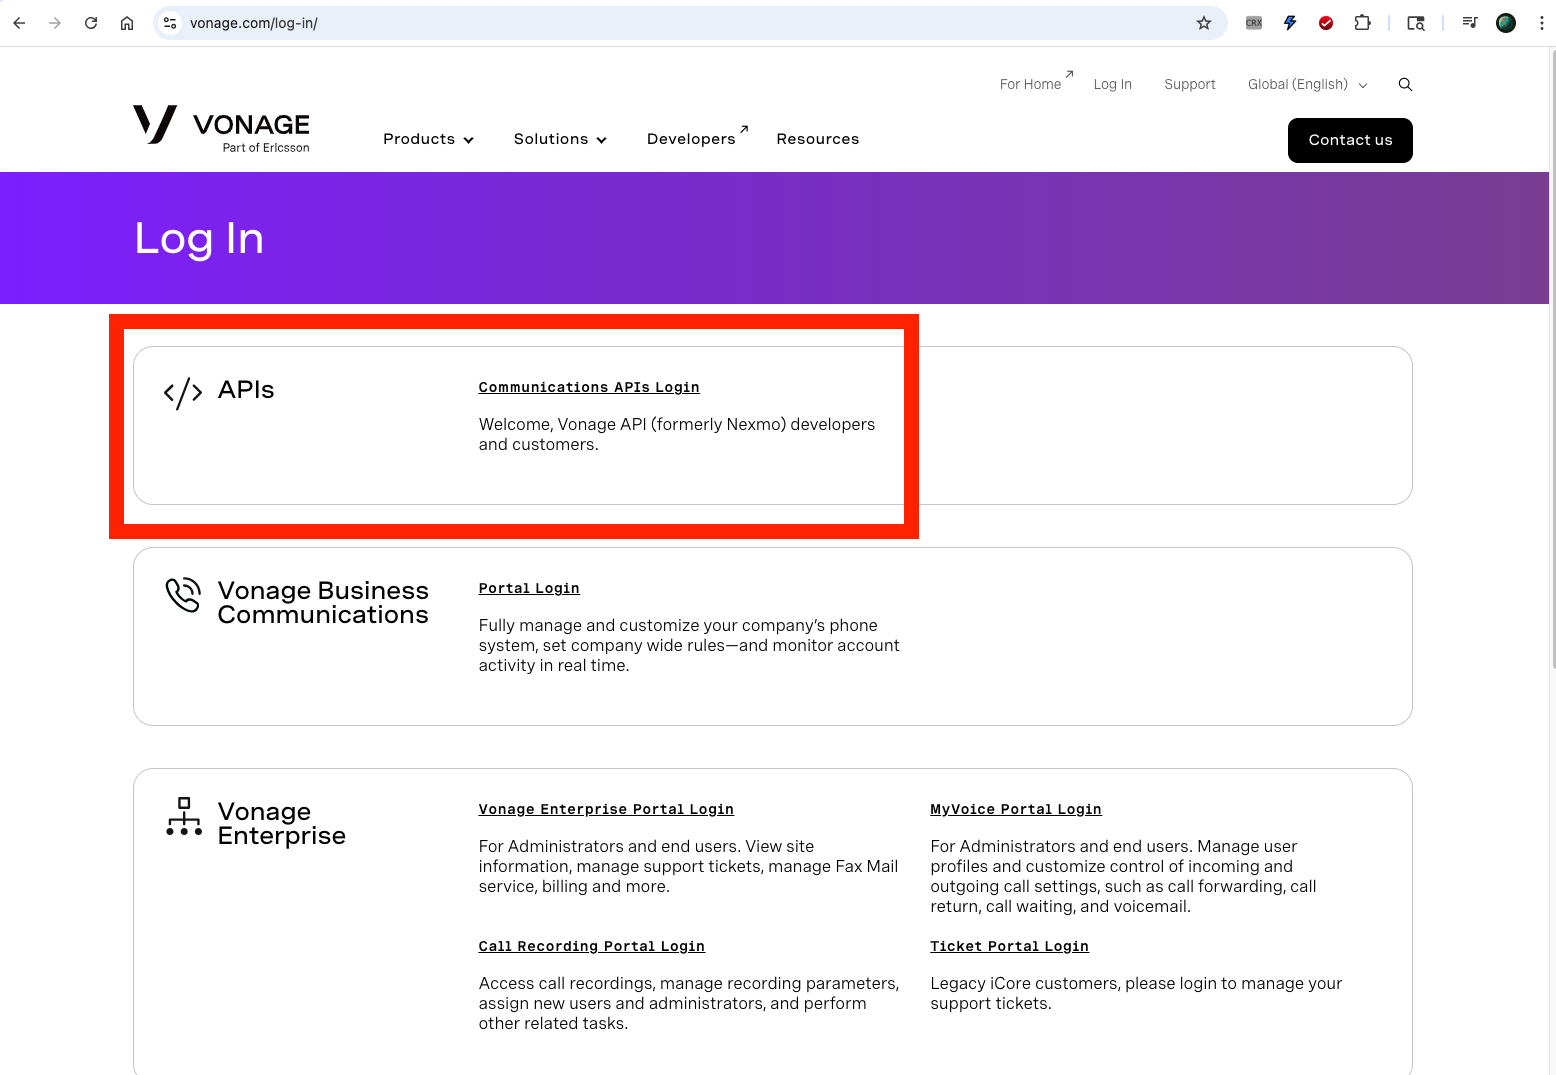 vonage.com/log-in/
CRX
For Home
Log In
Support
Global (English)
VONAGE
Part of Ericsson
Products
Solutions
Developers
Resources
Contact us
Log In
</> APIs
Communications APIs Login
Welcome, Vonage API (formerly Nexmo) developers
and customers.
Vonage Business
Communications
Portal Login
Fully manage and customize your company’s phone
system, set company wide rules—and monitor account
activity in real time.
Vonage
Enterprise
Vonage Enterprise Portal Login
For Administrators and end users. View site
information, manage support tickets, manage Fax Mail
service, billing and more.
MyVoice Portal Login
For Administrators and end users. Manage user
profiles and customize control of incoming and
outgoing call settings, such as call forwarding, call
return, call waiting, and voicemail.
Call Recording Portal Login
Access call recordings, manage recording parameters,
assign new users and administrators, and perform
other related tasks.
Ticket Portal Login
Legacy iCore customers, please login to manage your
support tickets.